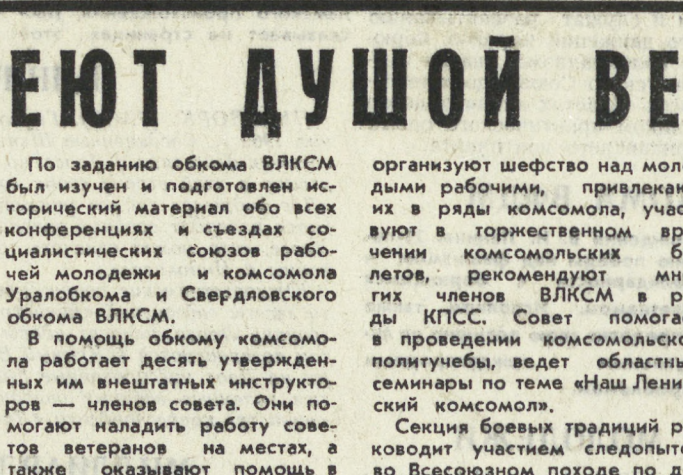 ЕЮТ ДУШОЙ ВЕ
По заданию обкома ВЛКСМ
был изучен и подготовлен ис-
торический материал обо всех
конференциях и съездах со-
циалистических союзов рабо-
чей молодежи и комсомола
Уралобкома и Свердловского
обкома ВЛКСМ.
В помощь обкому комсомо-
ла работает десять утвержден-
ных им внештатных инструкто-
ров — членов совета. Они по-
могают наладить работу сове-
тов ветеранов на местах, а
также оказывают помощь в
организуют шефство над мол
дыми рабочими, привлекаю
их в ряды комсомола, учас
вуют в торжественном вр
чении комсомольских б
летов, рекомендуют мн
гих членов ВЛКСМ в р
ды КПСС. Совет помога
в проведении комсомольско
политучебы, ведет областны
семинары по теме «Наш Лени
ский комсомол».
Секция боевых традиций р
ководит участием следопыт
во Всесоюзном походе по